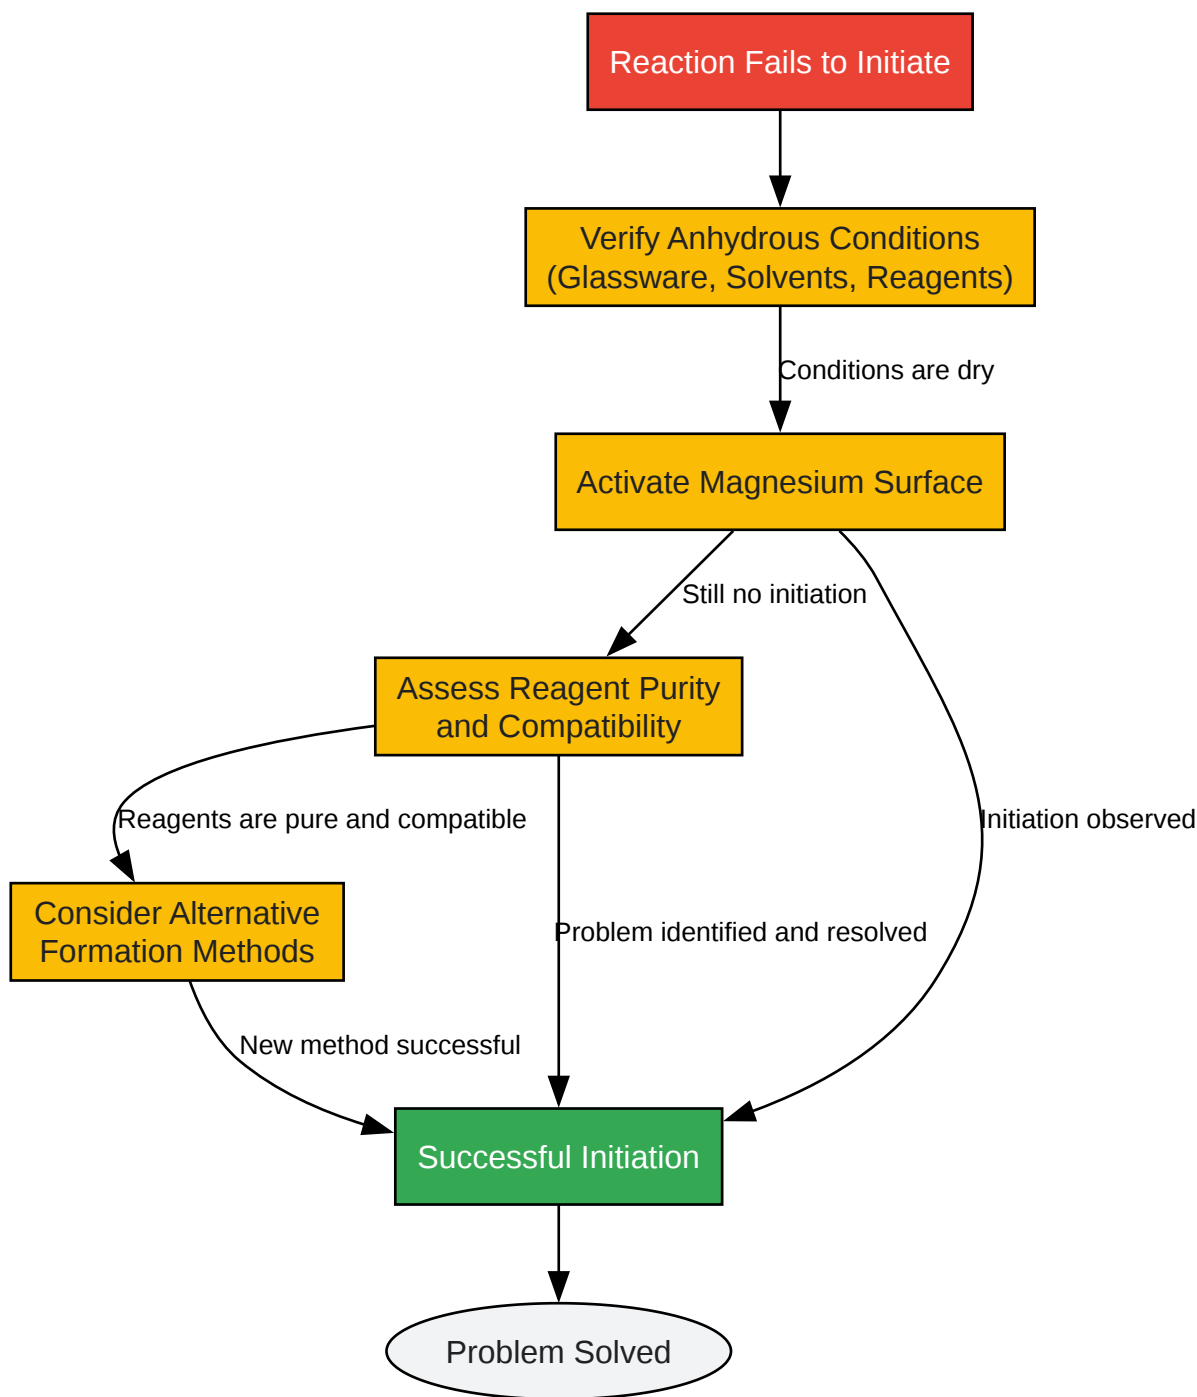 Reaction Fails to Initiate
Verify Anhydrous Conditions
(Glassware, Solvents, Reagents)
Conditions are dry
Activate Magnesium Surface
Still no initiation
Assess Reagent Purity
and Compatibility
Reagents are pure and compatible
Initiation observed
Consider Alternative
Formation Methods
Problem identified and resolved
New method successful
Successful Initiation
Problem Solved